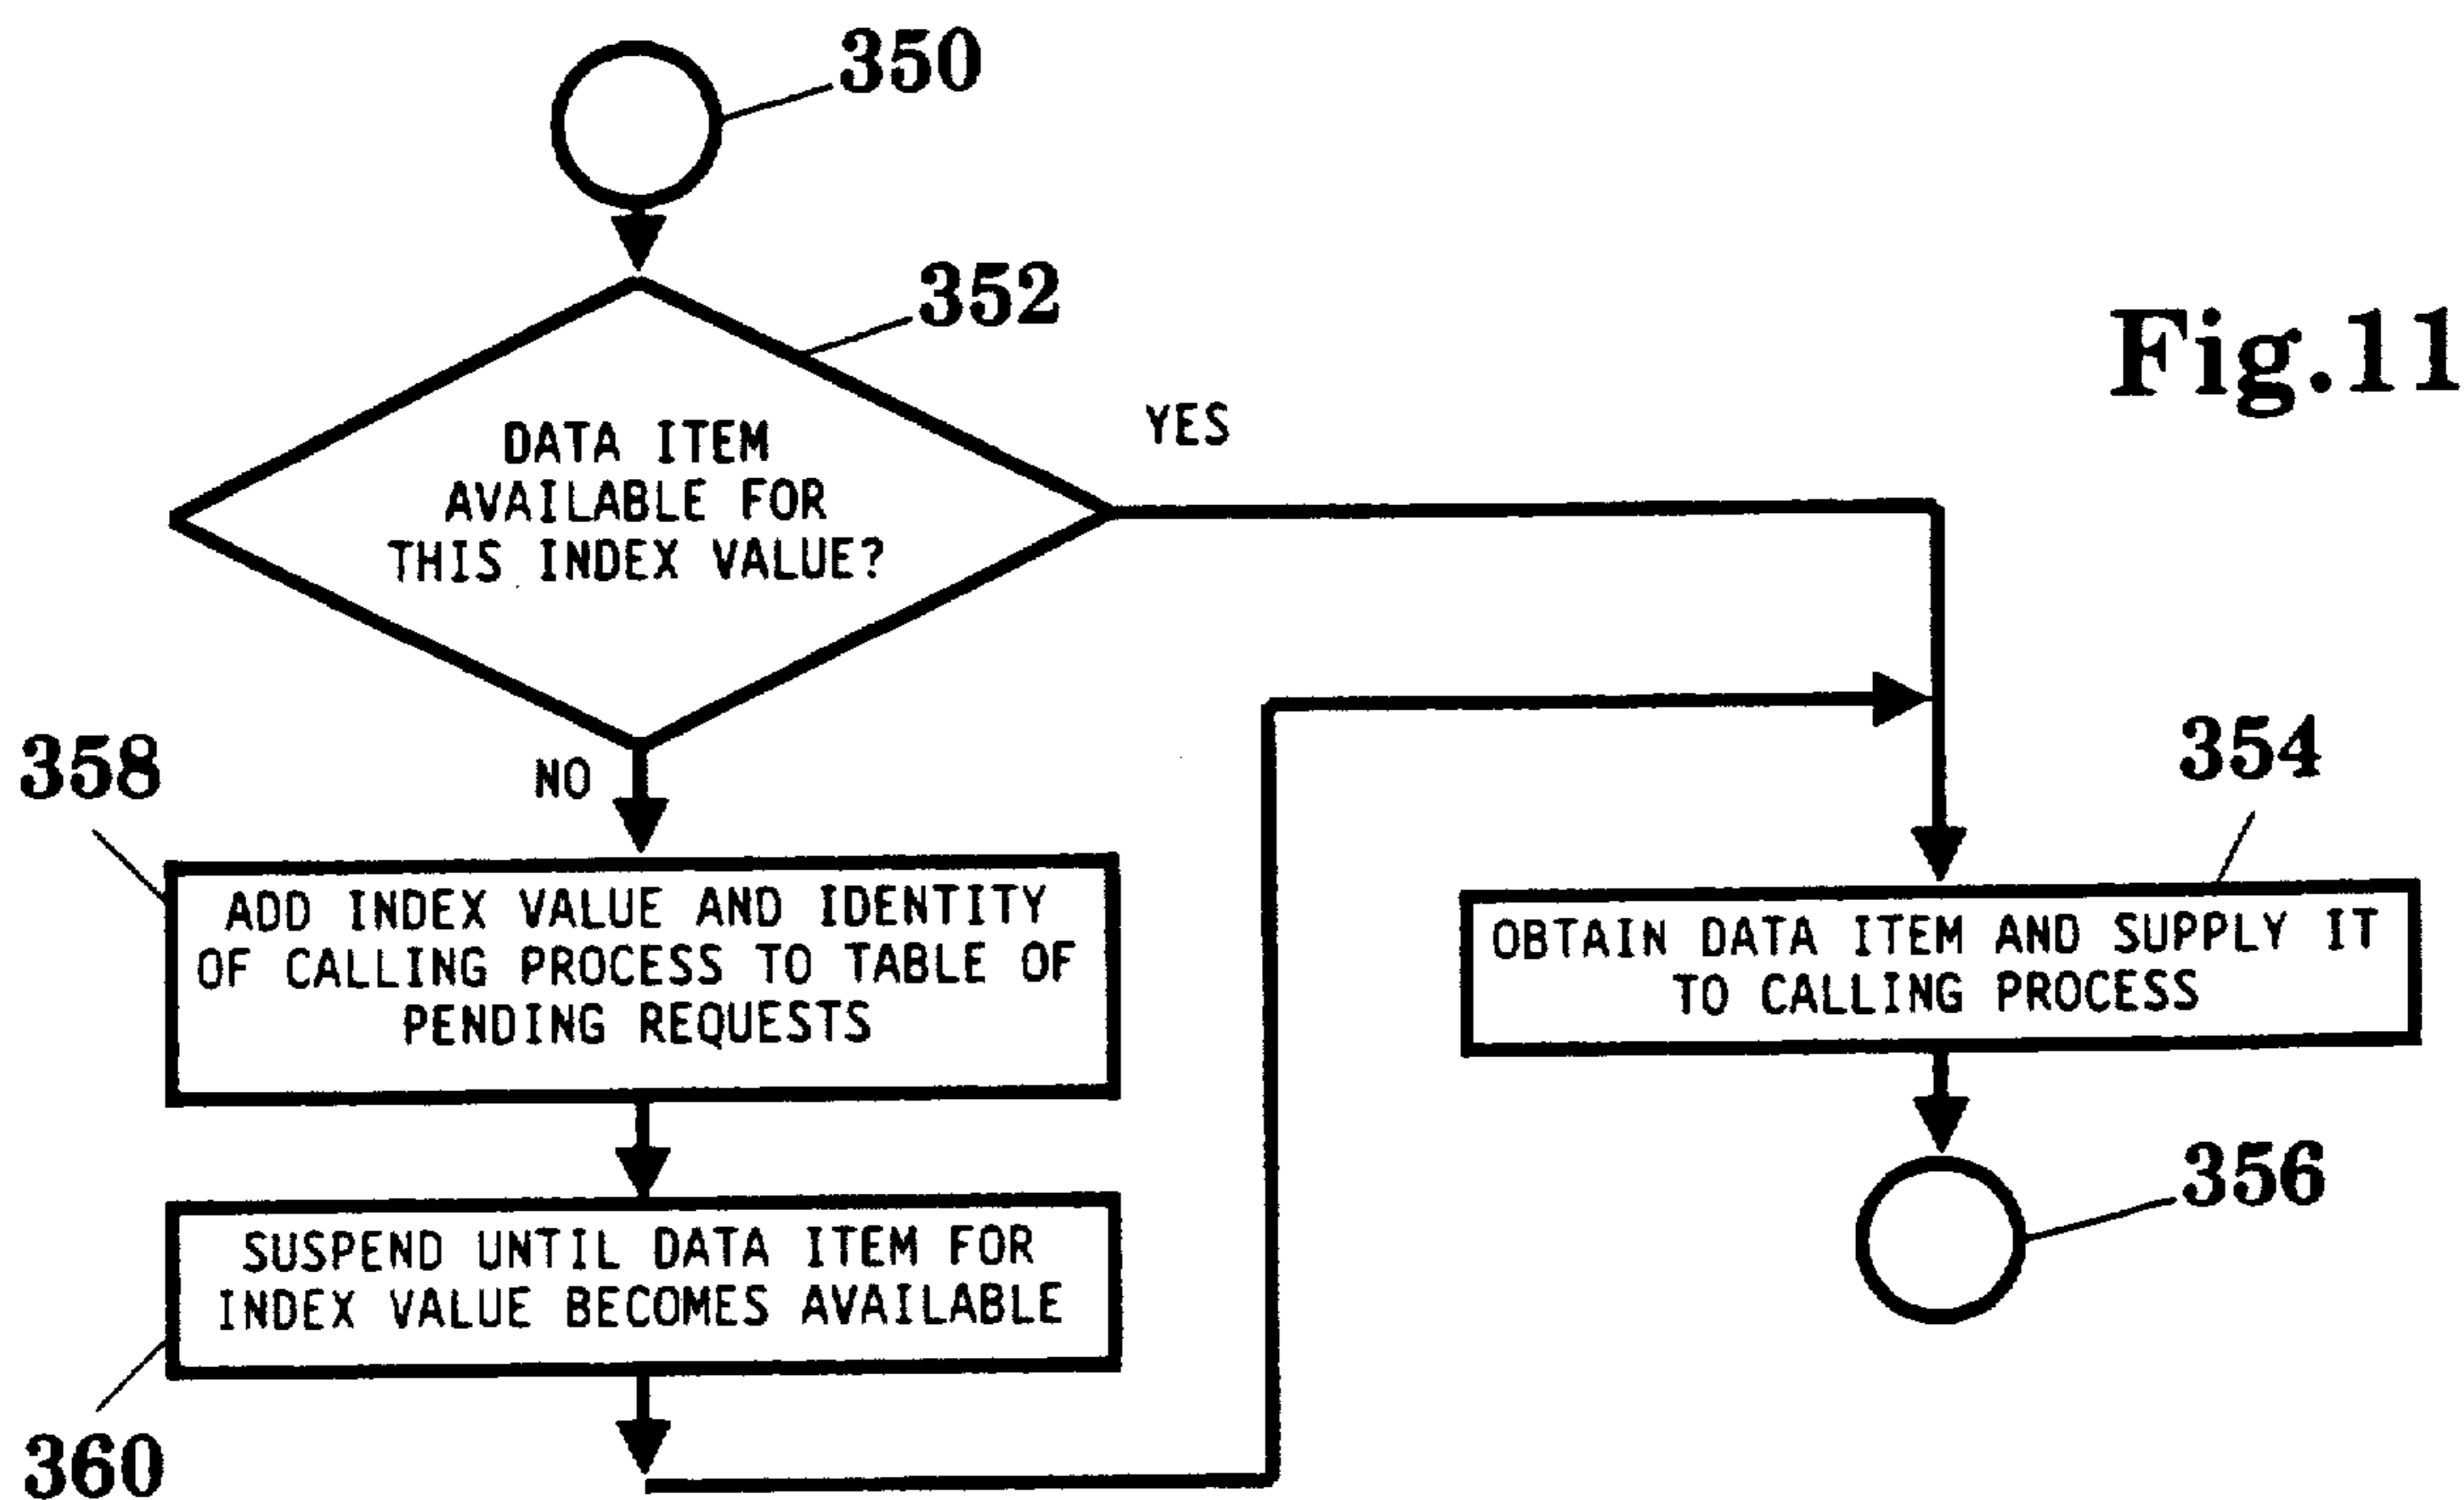 350
352
Fig.11
DATA ITEM
AVAILABLE FOR
THIS INDEX VALUE?
YES
NO
358
ADD INDEX VALUE AND IDENTITY
OF CALLING PROCESS TO TABLE OF
PENDING REQUESTS
SUSPEND UNTIL DATA ITEM FOR
INDEX VALUE BECOMES AVAILABLE
360
354
OBTAIN DATA ITEM AND SUPPLY IT
TO CALLING PROCESS
356